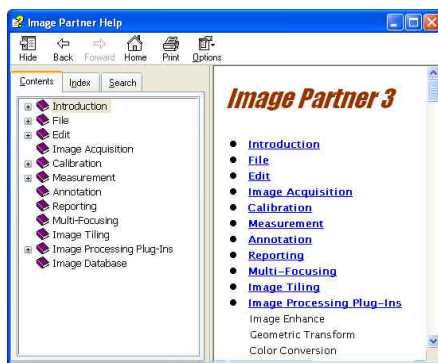 Image Partner Help
Hide Back Forward Home Print Options
Contents Index Search
Introduction
File
Edit
Image Acquisition
Calibration
Measurement
Annotation
Reporting
Multi-Focusing
Image Tiling
Image Processing Plug-Ins
Image Database
Image Partner 3
Introduction
File
Edit
Image Acquisition
Calibration
Measurement
Annotation
Reporting
Multi-Focusing
Image Tiling
Image Processing Plug-Ins
Image Enhance
Geometric Transform
Color Conversion